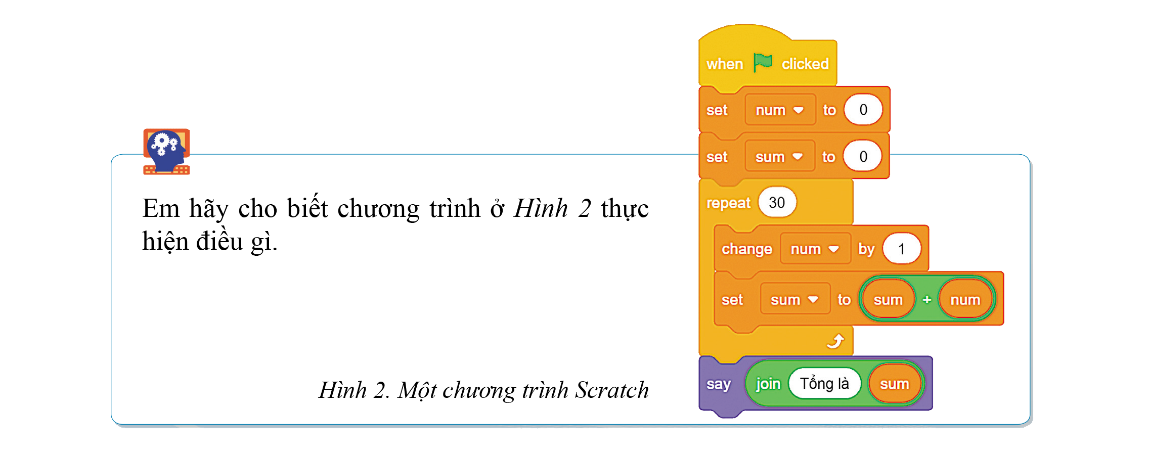 when clicked
set num to 0
set sum to 0
repeat 30
change num by 1
set sum to sum + num
say join Tổng là sum
Em hãy cho biết chương trình ở Hình 2 thực
hiện điều gì.
Hình 2. Một chương trình Scratch